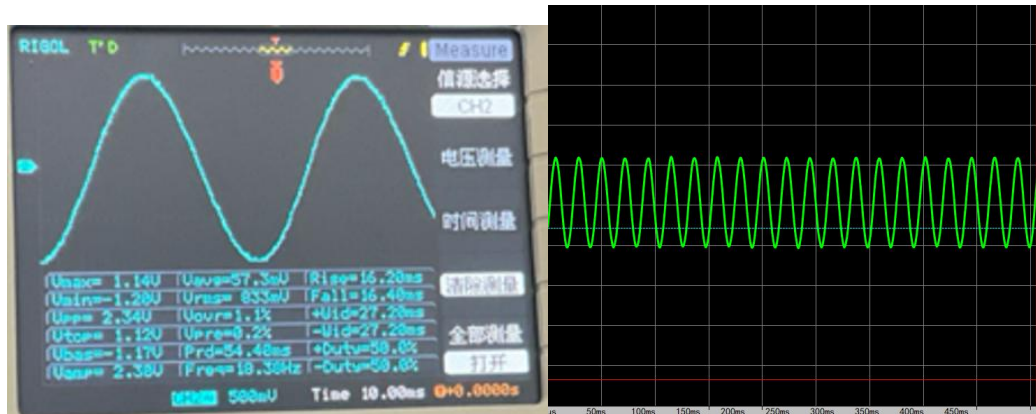 RIGOL T'D
Measure
信源选择
CH2
电压测量
时间测量
清除测量
全部测量
打开
Vmax= 1.14V Vavg=57.3mV Rise=16.20ms
Vmin=-1.20V Vrms= 833mV Fall=16.40ms
Vpp= 2.34V Vovr=1.1% +Wid=27.20ms
Vtop= 1.12V Vpre=0.2% -Wid=27.20ms
Vbas=-1.17V Prd=54.40ms +Duty=50.0%
Vamp= 2.30V Freq=18.38Hz -Duty=50.0%
500mV Time 10.00ms +0.0000s
50ms 100ms 150ms 200ms 250ms 300ms 350ms 400ms 450ms